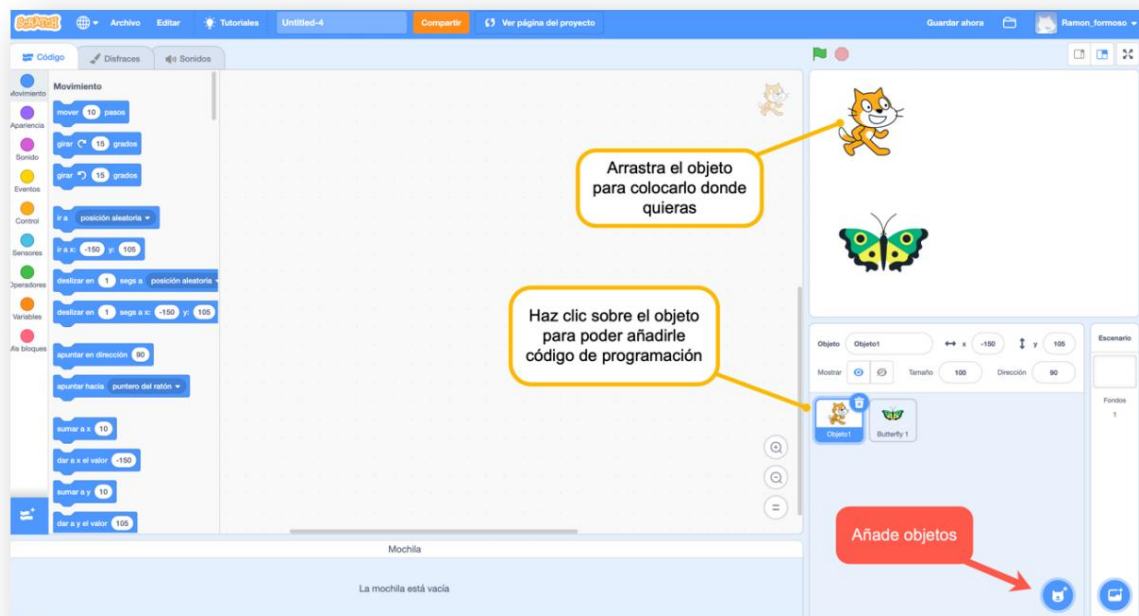 SCRATCH
Archivo
Editar
Tutoriales
Untitled-4
Compartir
Ver página del proyecto
Guardar ahora
Ramon_formoso
Código
Disfraces
Sonidos
Movimiento
Apariencia
Sonido
Eventos
Control
Sensores
Operadores
Variables
Mis bloques
Movimiento
mover 10 pasos
girar 15 grados
girar 15 grados
ir a posición aleatoria
ir a x: -150 y: 105
deslizar en 1 segs a posición aleatoria
deslizar en 1 segs a x: -150 y: 105
apuntar en dirección 90
apuntar hacia puntero del ratón
sumar a x 10
dar a x el valor -150
sumar a y 10
dar a y el valor 105
Arrastra el objeto
para colocarlo donde
quieras
Haz clic sobre el objeto
para poder añadirle
código de programación
Objeto Objeto1 x -150 y 105
Mostrar Tamaño 100 Dirección 90
Objeto1
Butterfly 1
Escenario
Fondos
1
Añade objetos
Mochila
La mochila está vacía